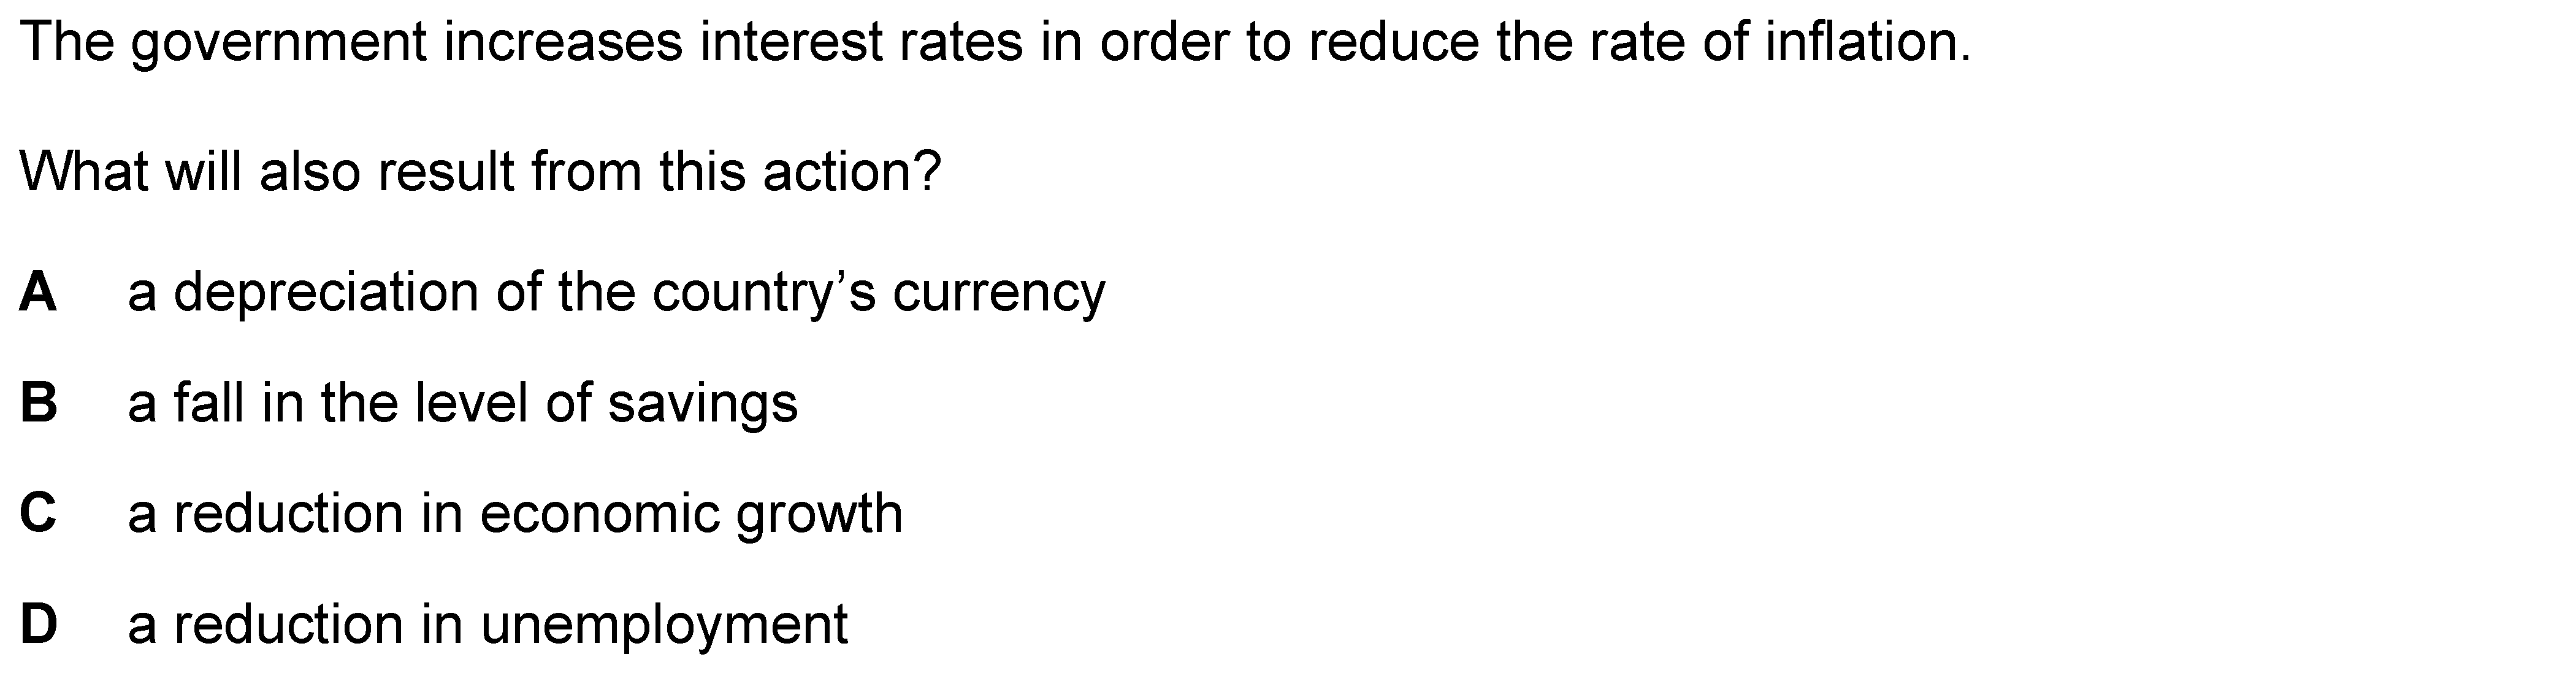 The government increases interest rates in order to reduce the rate of inflation.
What will also result from this action?
A a depreciation of the country’s currency
B a fall in the level of savings
C a reduction in economic growth
D a reduction in unemployment